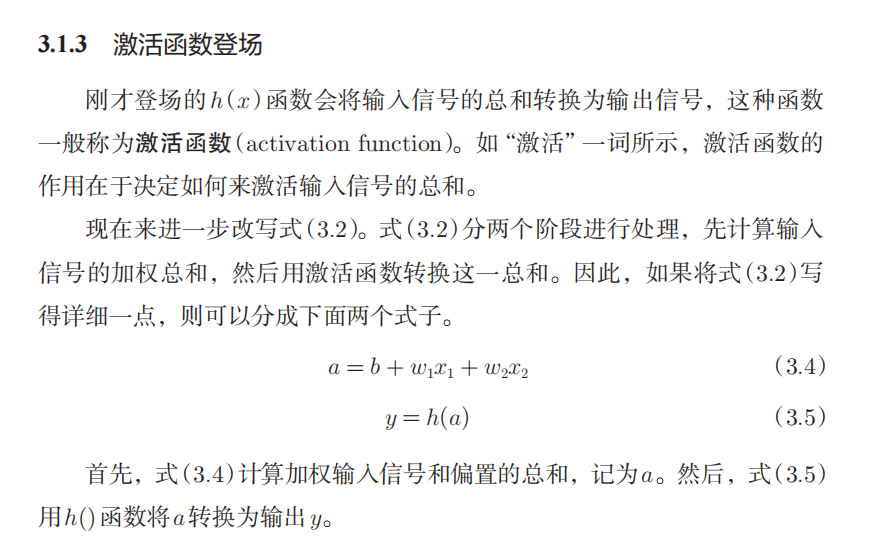 3.1.3 激活函数登场
刚才登场的h(x)函数会将输入信号的总和转换为输出信号，这种函数
一般称为激活函数(activation function)。如“激活”一词所示，激活函数的
作用在于决定如何来激活输入信号的总和。
现在来进一步改写式(3.2)。式(3.2)分两个阶段进行处理，先计算输入
信号的加权总和，然后用激活函数转换这一总和。因此，如果将式(3.2)写
得详细一点，则可以分成下面两个式子。
a = b + w₁x₁ + w₂x₂ (3.4)
y = h(a) (3.5)
首先，式(3.4)计算加权输入信号和偏置的总和，记为a。然后，式(3.5)
用h()函数将a转换为输出y。